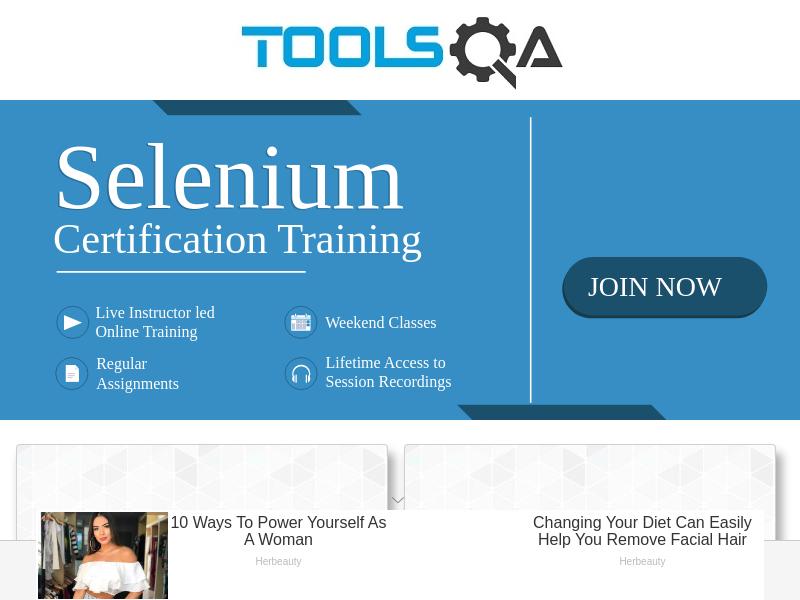 TOOLSQA
Selenium
Certification Training
JOIN NOW
Live Instructor led
Online Training
Weekend Classes
Regular
Assignments
Lifetime Access to
Session Recordings
10 Ways To Power Yourself As
A Woman
Herbeauty
Changing Your Diet Can Easily
Help You Remove Facial Hair
Herbeauty